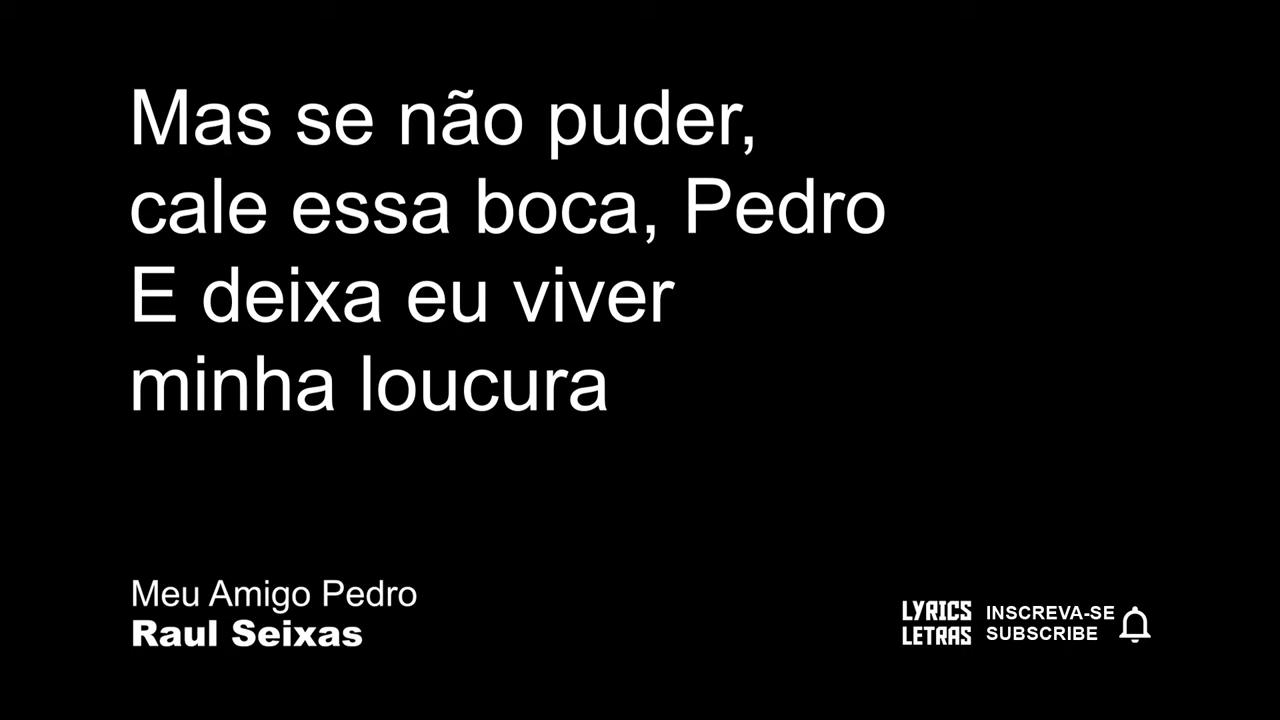 Mas se não puder,
cale essa boca, Pedro
E deixa eu viver
minha loucura
Meu Amigo Pedro
Raul Seixas
LYRICS
LETRAS
INSCREVA-SE
SUBSCRIBE